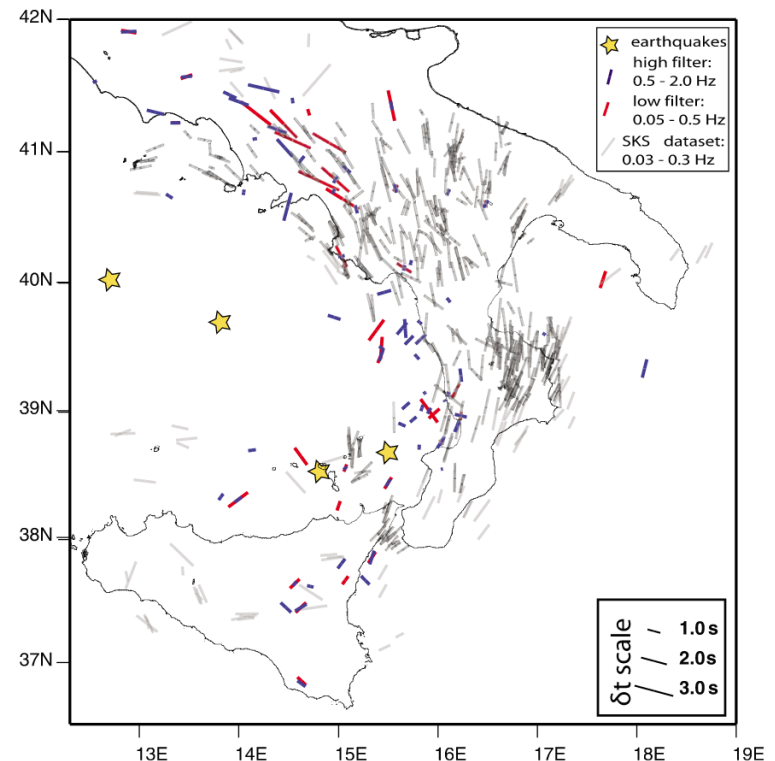 42N
41N
40N
39N
38N
37N
earthquakes
high filter:
0.5 - 2.0 Hz
low filter:
0.05 - 0.5 Hz
SKS dataset:
0.03 - 0.3 Hz
δt scale
1.0 s
2.0 s
3.0 s
13E 14E 15E 16E 17E 18E 19E